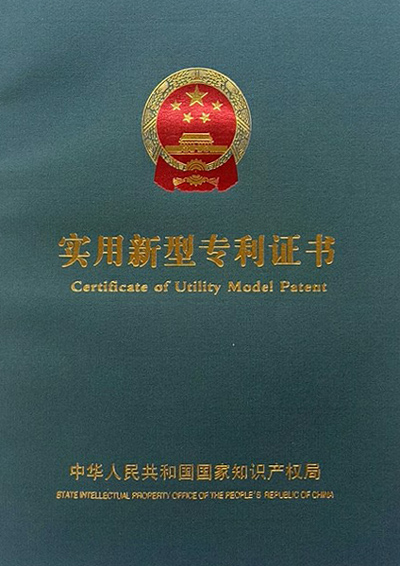 实用新型专利证书
Certificate of Utility Model Patent
中华人民共和国国家知识产权局
STATE INTELLECTUAL PROPERTY OFFICE OF THE PEOPLE'S REPUBLIC OF CHINA